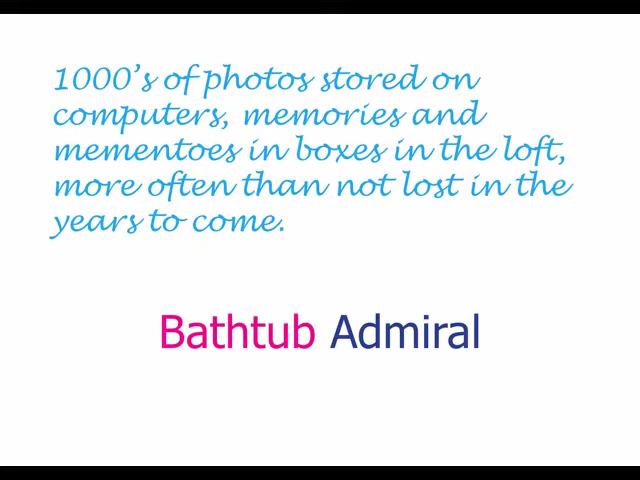 1000's of photos stored on
computers, memories and
mementoes in boxes in the loft,
more often than not lost in the
years to come.
Bathtub Admiral